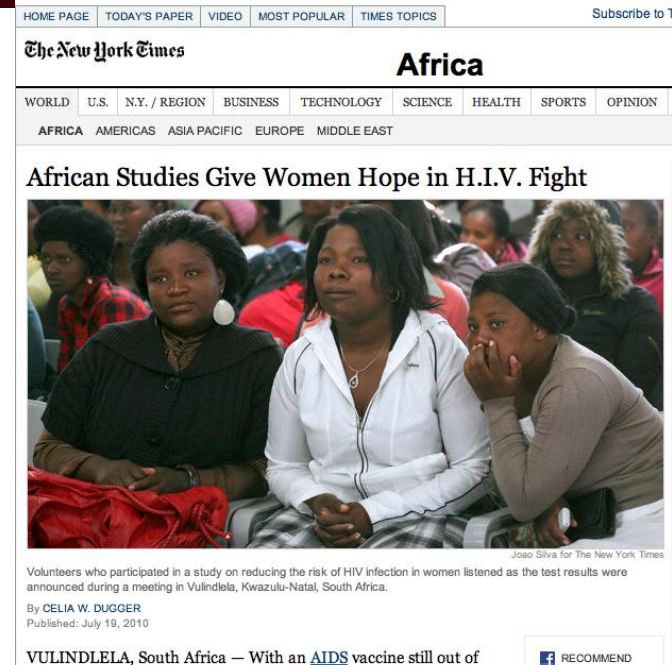 HOME PAGE TODAY'S PAPER VIDEO MOST POPULAR TIMES TOPICS
Subscribe to T
The New York Times
Africa
WORLD U.S. N.Y. / REGION BUSINESS TECHNOLOGY SCIENCE HEALTH SPORTS OPINION
AFRICA AMERICAS ASIA PACIFIC EUROPE MIDDLE EAST
African Studies Give Women Hope in H.I.V. Fight
Joao Silva for The New York Times
Volunteers who participated in a study on reducing the risk of HIV infection in women listened as the test results were
announced during a meeting in Vulindlela, Kwazulu-Natal, South Africa.
By CELIA W. DUGGER
Published: July 19, 2010
VULINDLELA, South Africa — With an AIDS vaccine still out of
RECOMMEND